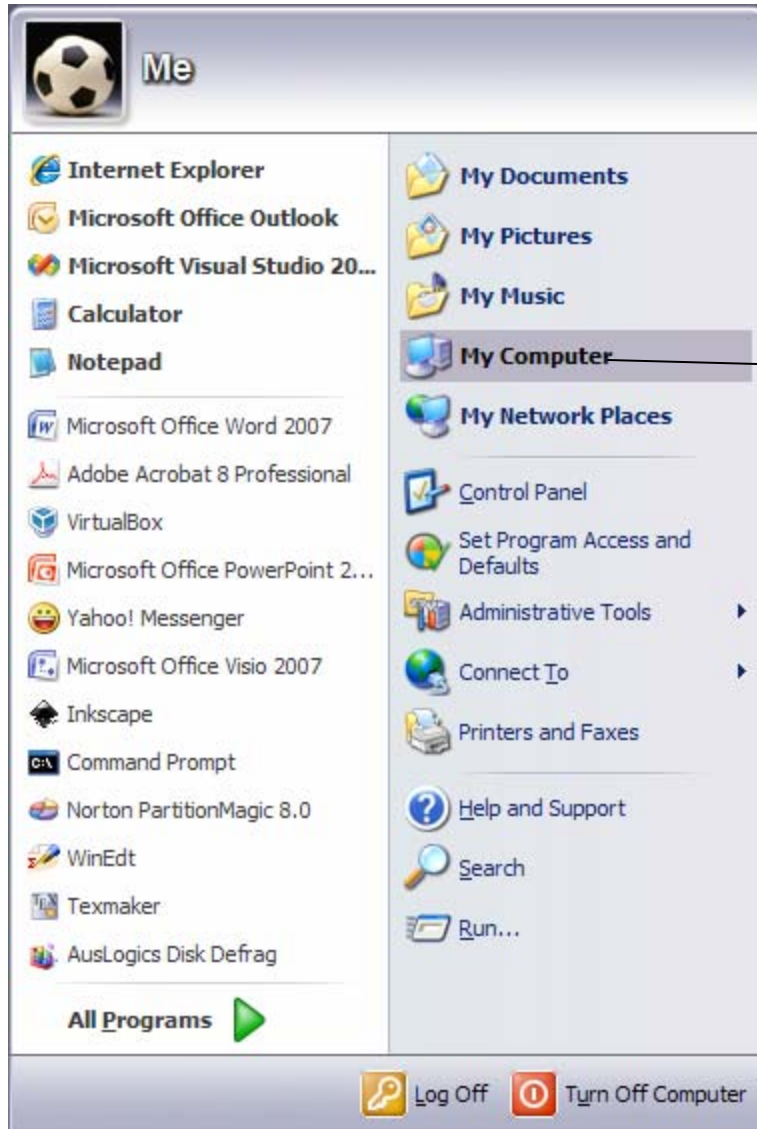 Me
Internet Explorer
Microsoft Office Outlook
Microsoft Visual Studio 20...
Calculator
Notepad
Microsoft Office Word 2007
Adobe Acrobat 8 Professional
VirtualBox
Microsoft Office PowerPoint 2...
Yahoo! Messenger
Microsoft Office Visio 2007
Inkscape
Command Prompt
Norton PartitionMagic 8.0
WinEdt
Texmaker
AusLogics Disk Defrag
All Programs
My Documents
My Pictures
My Music
My Computer
My Network Places
Control Panel
Set Program Access and
Defaults
Administrative Tools
Connect To
Printers and Faxes
Help and Support
Search
Run...
Log Off
Turn Off Computer